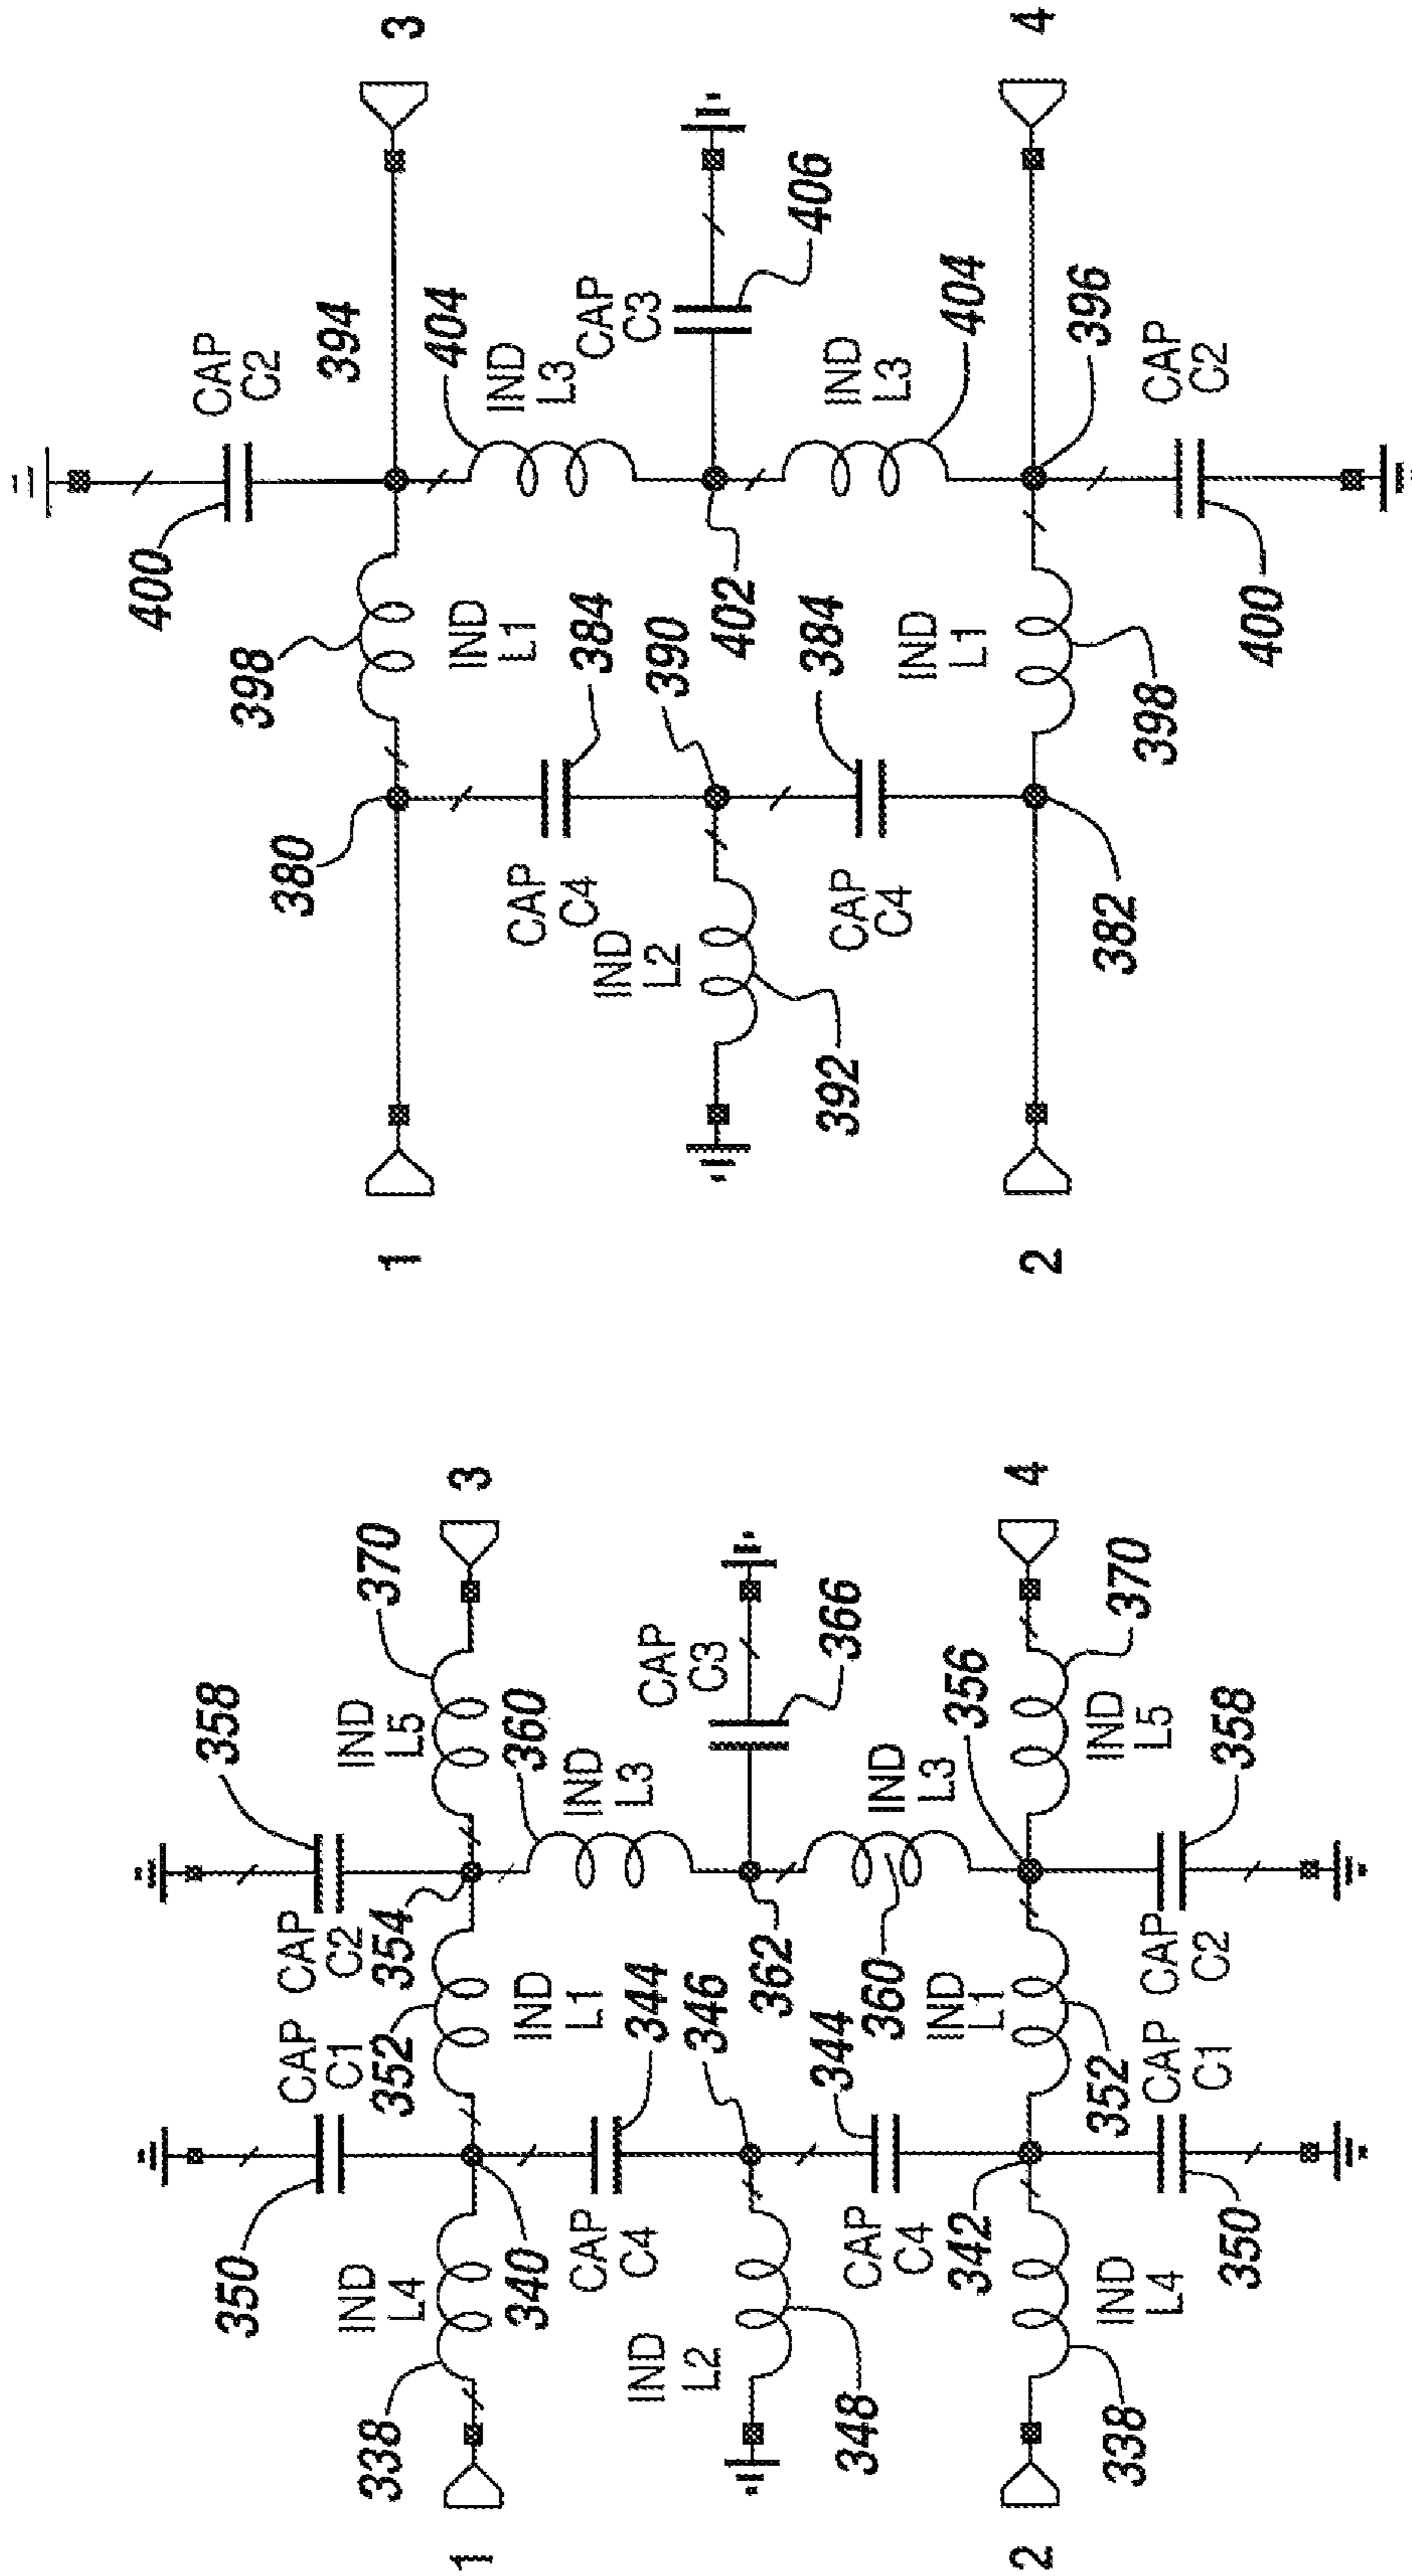 1
338
IND
L4
350
340
CAP
C1
352
IND
L1
CAP
C2
354
358
IND
L5
370
3
CAP
C4
344
360
IND
L3
IND
L2
348
346
362
CAP
C3
366
CAP
C4
344
342
360
IND
L3
356
2
338
IND
L4
350
CAP
C1
352
IND
L1
CAP
C2
358
IND
L5
370
4
1
380
398
IND
L1
400
CAP
C2
394
3
CAP
C4
384
404
IND
L3
IND
L2
392
390
402
CAP
C3
406
CAP
C4
384
IND
L3
404
2
382
398
IND
L1
396
400
CAP
C2
4